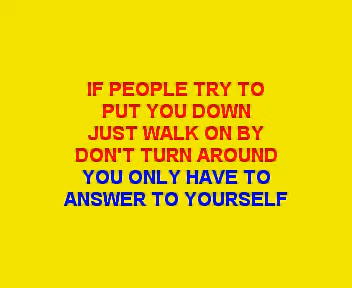 IF PEOPLE TRY TO
PUT YOU DOWN
JUST WALK ON BY
DON'T TURN AROUND
YOU ONLY HAVE TO
ANSWER TO YOURSELF